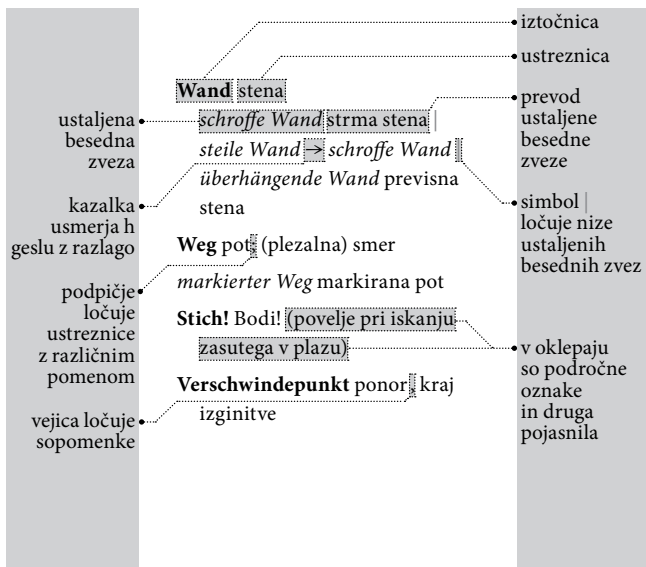 iztočnica
ustreznica
Wand stena
ustaljena
besedna
zveza
schroffe Wand strma stena |
steile Wand → schroffe Wand |
überhängende Wand previsna
stena
prevod
ustaljene
besedne
zveze
kazalka
usmerja h
geslu z razlago
simbol |
ločuje nize
ustaljenih
besednih zvez
Weg pot; (plezalna) smer
markierter Weg markirana pot
podpičje
ločuje
ustreznice
z različnim
pomenom
Stich! Bodi! (povelje pri iskanju
zasutega v plazu)
v oklepaju
so področne
oznake
in druga
pojasnila
Verschwindepunkt ponor, kraj
izginitve
vejica ločuje
sopomenke